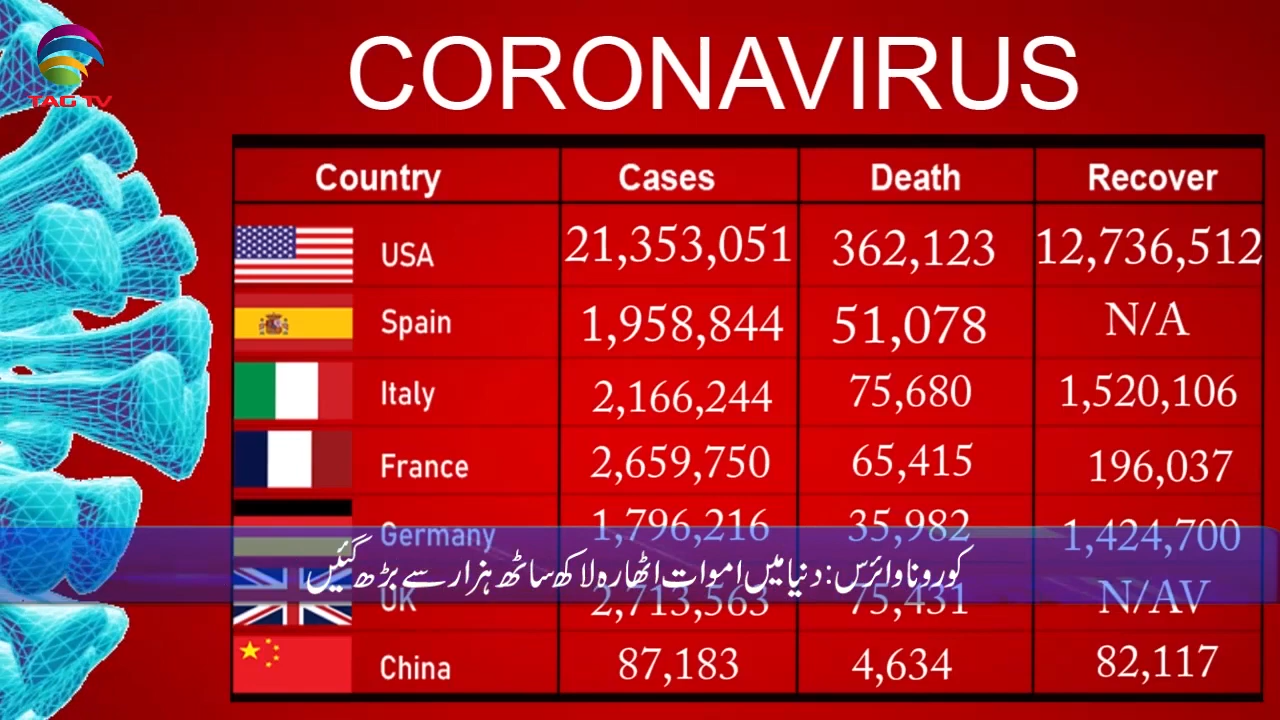 CORONAVIRUS
TAG TV
Country Cases Death Recover
USA 21,353,051 362,123 12,736,512
Spain 1,958,844 51,078 N/A
Italy 2,166,244 75,680 1,520,106
France 2,659,750 65,415 196,037
Germany 1,796,216 35,982 1,424,700
کورونا وائرس: دنیا میں اموات اٹھارہ لاکھ ساٹھ ہزار سے بڑھ گئیں
UK 2,713,563 75,431 N/AV
China 87,183 4,634 82,117